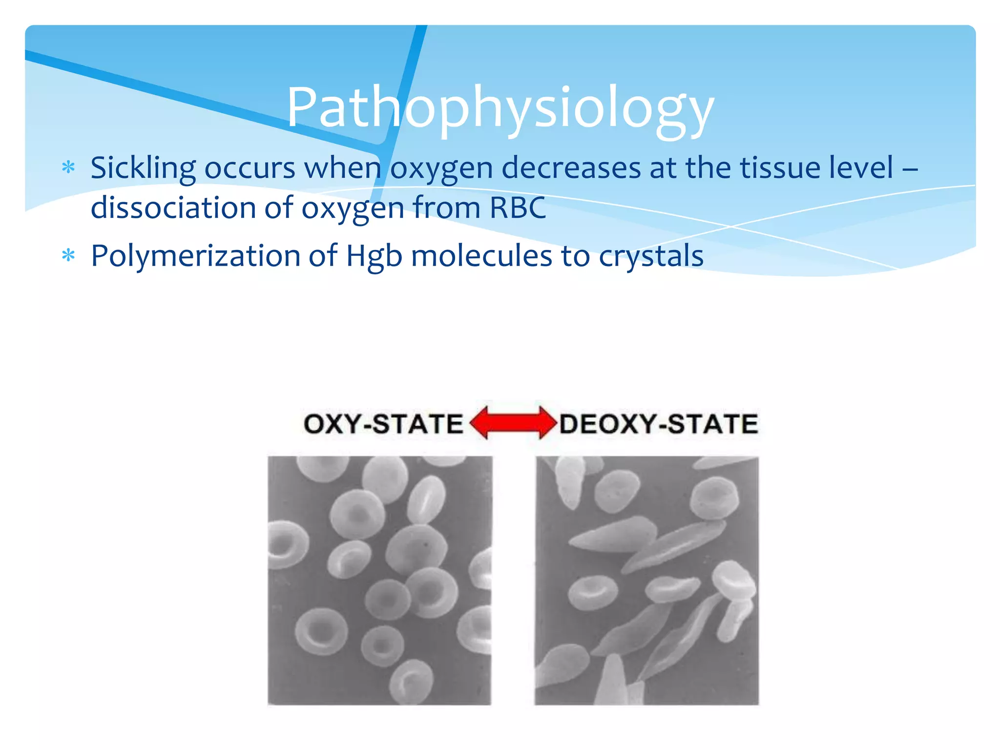 Pathophysiology
* Sickling occurs when oxygen decreases at the tissue level –
dissociation of oxygen from RBC
* Polymerization of Hgb molecules to crystals
OXY-STATE DEOXY-STATE